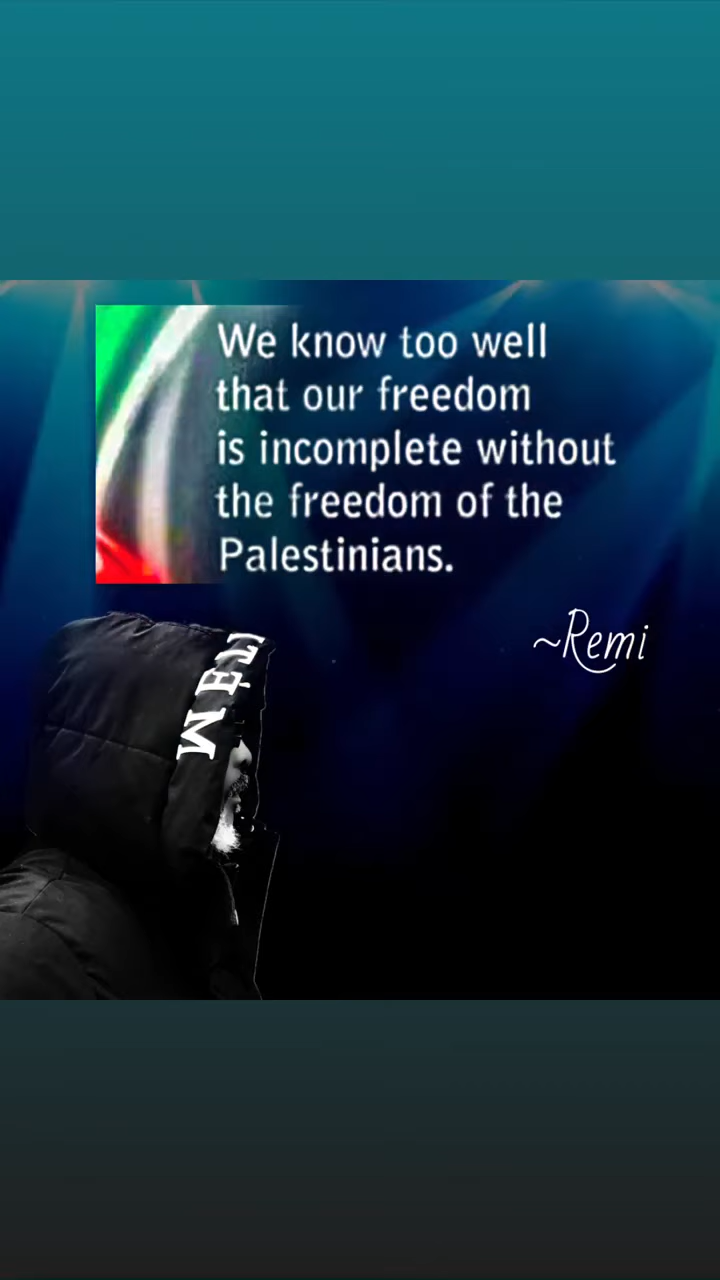 We know too well
that our freedom
is incomplete without
the freedom of the
Palestinians.
~Remi